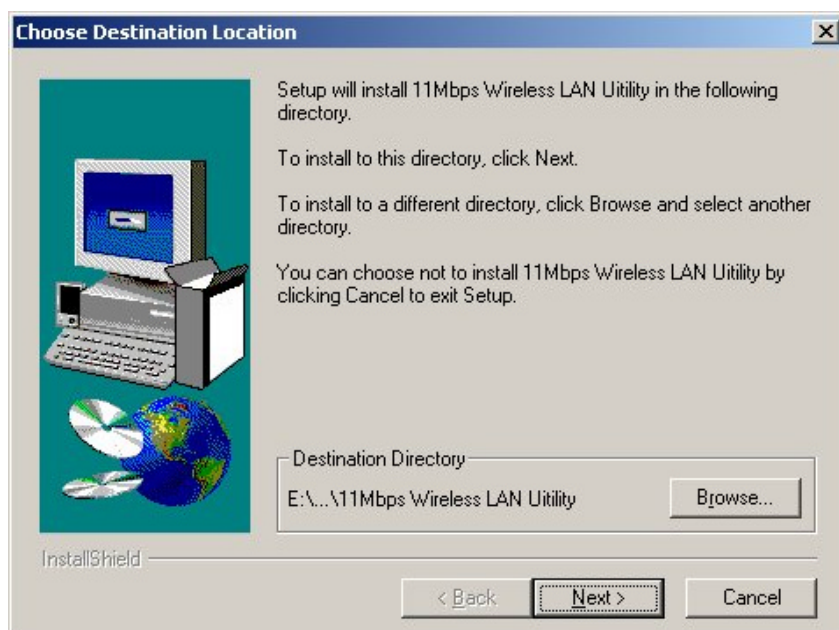 Choose Destination Location
Setup will install 11Mbps Wireless LAN Uitility in the following
directory.
To install to this directory, click Next.
To install to a different directory, click Browse and select another
directory.
You can choose not to install 11Mbps Wireless LAN Uitility by
clicking Cancel to exit Setup.
Destination Directory
E:\...\11Mbps Wireless LAN Uitility
Browse...
InstallShield
< Back
Next >
Cancel